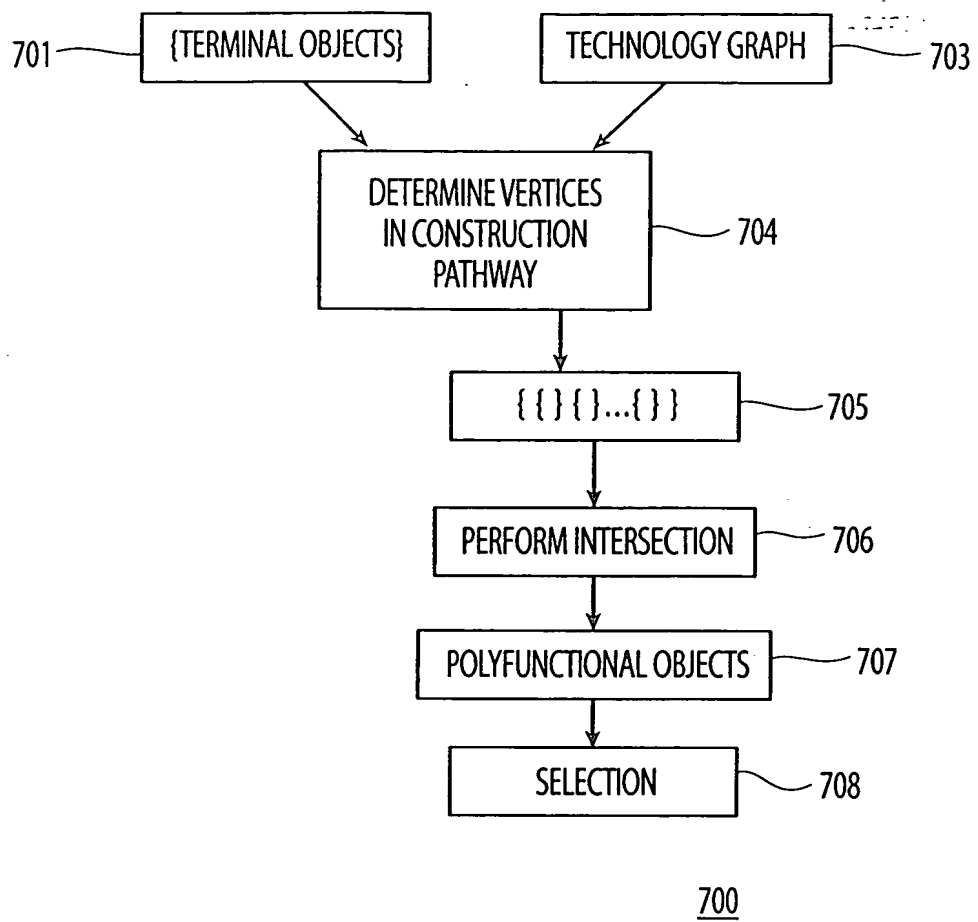 701
{TERMINAL OBJECTS}
TECHNOLOGY GRAPH
703
DETERMINE VERTICES
IN CONSTRUCTION
PATHWAY
704
{ { } { }...{ } }
705
PERFORM INTERSECTION
706
POLYFUNCTIONAL OBJECTS
707
SELECTION
708
700